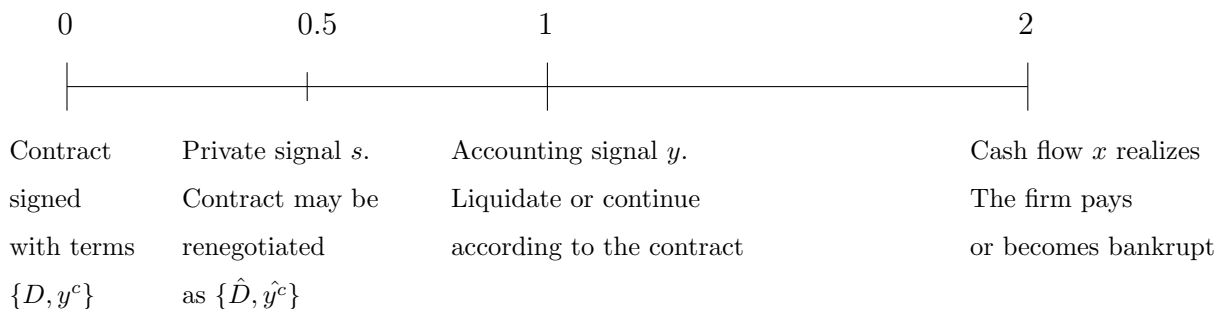 0 0.5 1 2
Contract Private signal s. Accounting signal y. Cash flow x realizes
signed Contract may be Liquidate or continue The firm pays
with terms renegotiated according to the contract or becomes bankrupt
{D, y^c} as {D̂, ŷ^c}